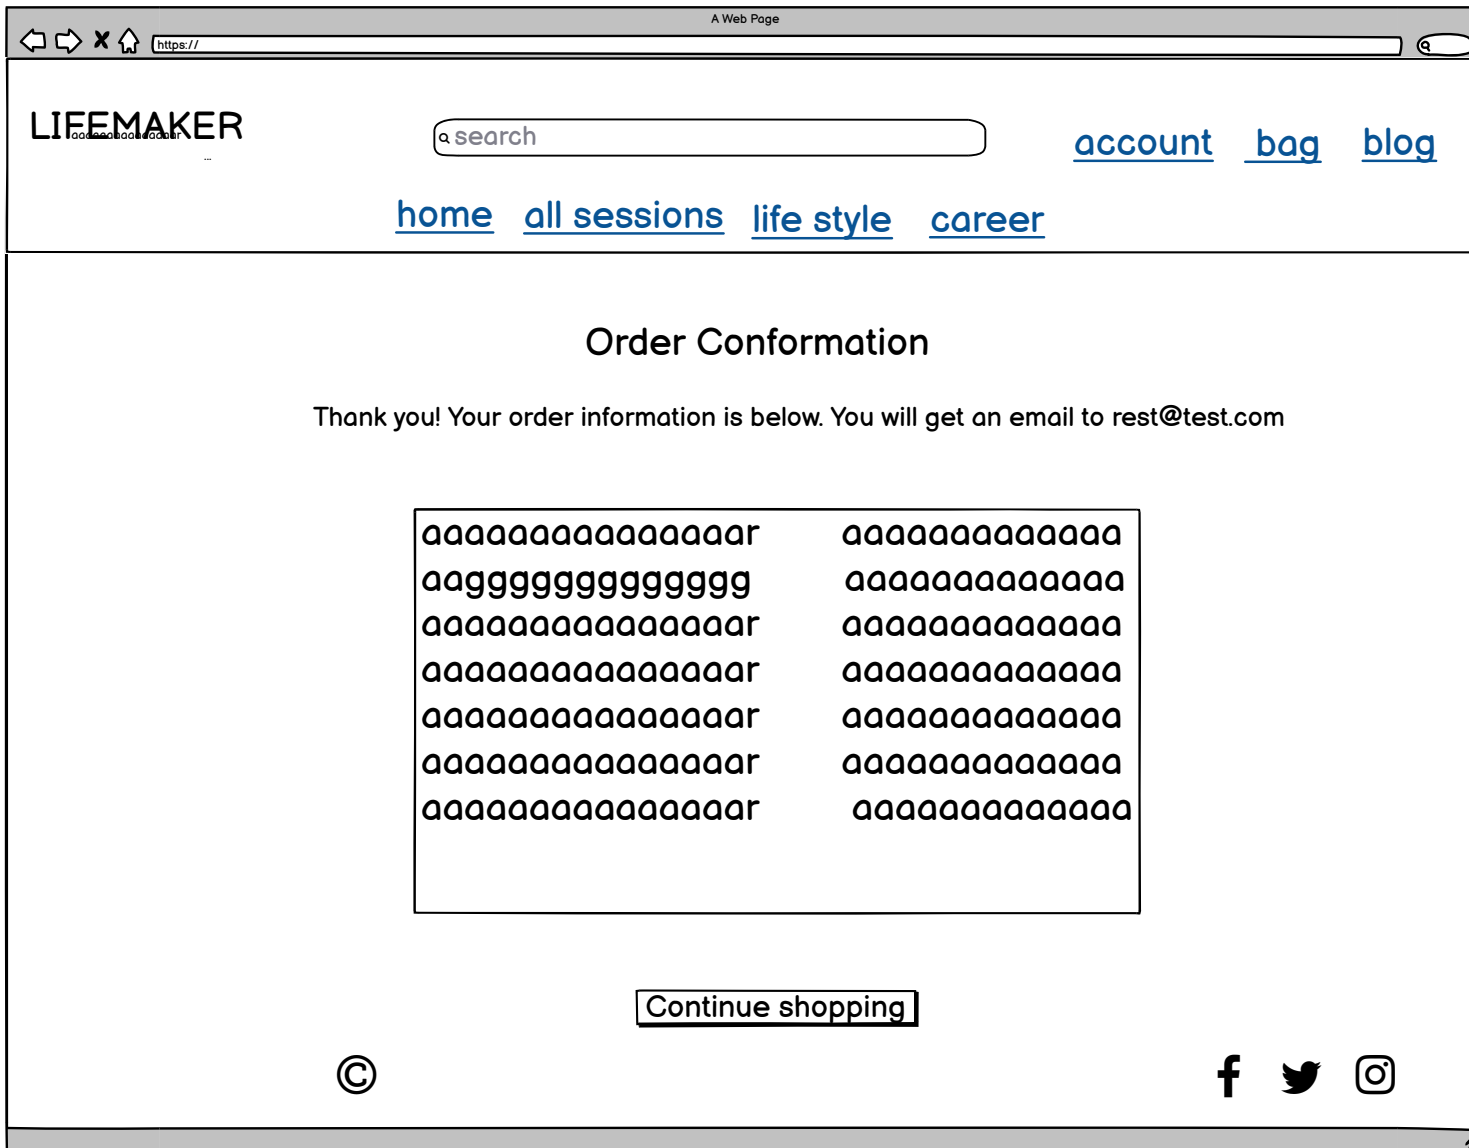 A Web Page
https://
LIFEMAKER
search
account bag blog
...
home all sessions life style career
Order Conformation
Thank you! Your order information is below. You will get an email to rest@test.com
aaaaaaaaaaaaaaar aaaaaaaaaaaaa
aaggggggggggggg aaaaaaaaaaaaa
aaaaaaaaaaaaaaar aaaaaaaaaaaaa
aaaaaaaaaaaaaaar aaaaaaaaaaaaa
aaaaaaaaaaaaaaar aaaaaaaaaaaaa
aaaaaaaaaaaaaaar aaaaaaaaaaaaa
aaaaaaaaaaaaaaar aaaaaaaaaaaaa
Continue shopping
©